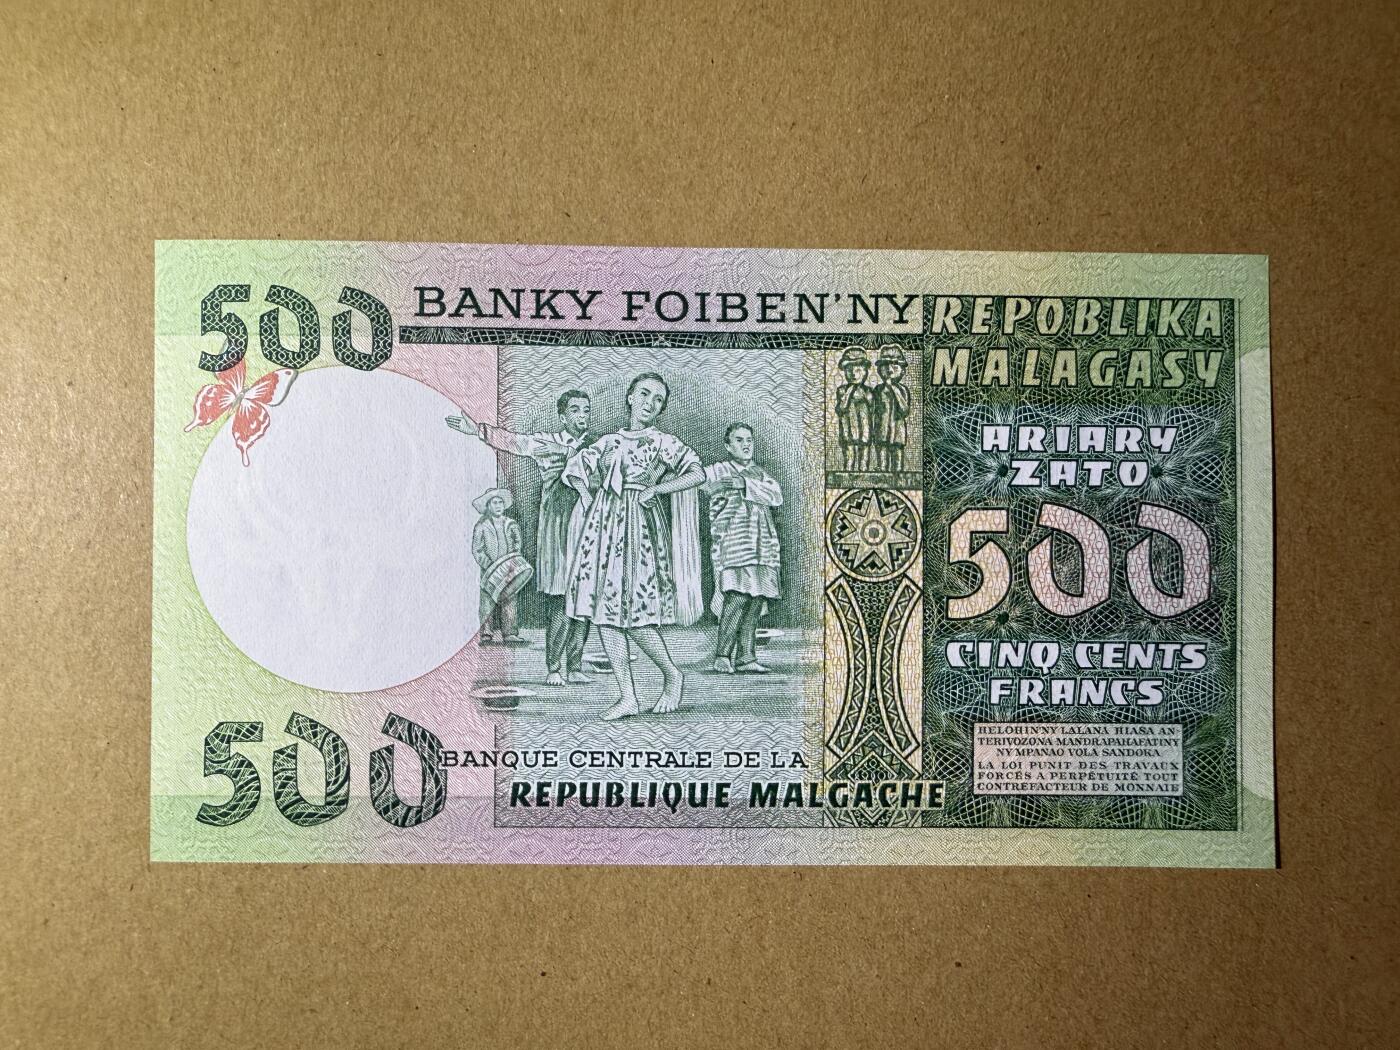 500
BANKY FOIBEN'NY
REPOBLIKA
MALAGASY
ARIARY
ZATO
500
CINQ CENTS
FRANCS
HELOHIN'NY LALANA HIASA AN-
TERIVOZONA MANDRAPAHAFATINY
NY MPANAO VOLA SANDOKA
LA LOI PUNIT DES TRAVAUX
FORCÉS A PERPÉTUITÉ TOUT
CONTREFACTEUR DE MONNAIE
500
BANQUE CENTRALE DE LA
REPUBLIQUE MALGACHE